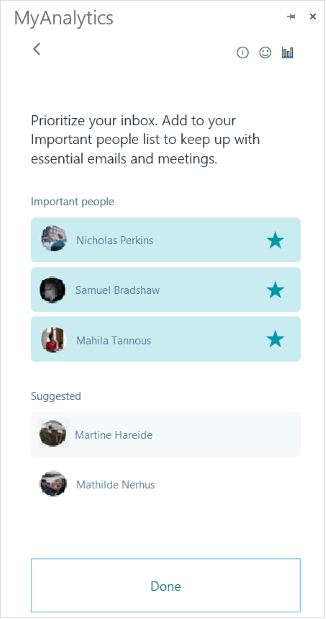 MyAnalytics
Prioritize your inbox. Add to your
Important people list to keep up with
essential emails and meetings.
Important people
Nicholas Perkins
Samuel Bradshaw
Mahila Tannous
Suggested
Martine Hareide
Mathilde Nerhus
Done